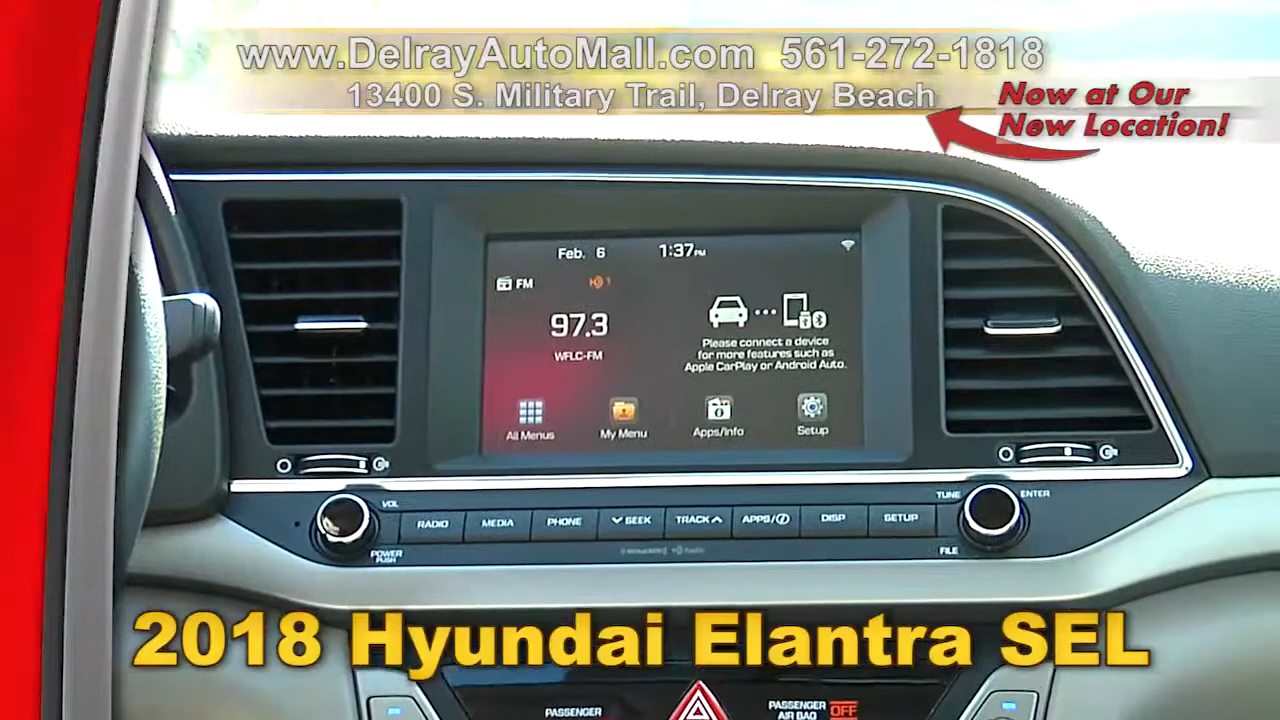 www.DelrayAutoMall.com 561-272-1818
13400 S. Military Trail, Delray Beach
Now at Our
New Location!
Feb. 6 1:37PM
FM 1
97.3
WFLC-FM
Please connect a device
for more features such as
Apple CarPlay or Android Auto.
All Menus My Menu Apps/Info Setup
VOL TUNE ENTER
RADIO MEDIA PHONE SEEK TRACK APPS/i DISP SETUP
POWER
PUSH
FILE
2018 Hyundai Elantra SEL
PASSENGER
PASSENGER
AIR BAG OFF